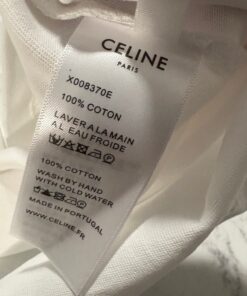 CELINE
PARIS
X008370E
100% COTON
LAVER A LA MAIN
A L EAU FROIDE
100% COTTON
WASH BY HAND
WITH COLD WATER
MADE IN PORTUGAL
WWW.CELINE.FR